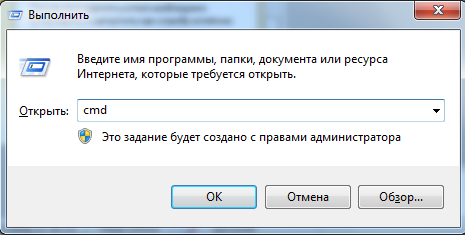 Выполнить
Введите имя программы, папки, документа или ресурса
Интернета, которые требуется открыть.
Открыть: cmd
Это задание будет создано с правами администратора
ОК Отмена Обзор...